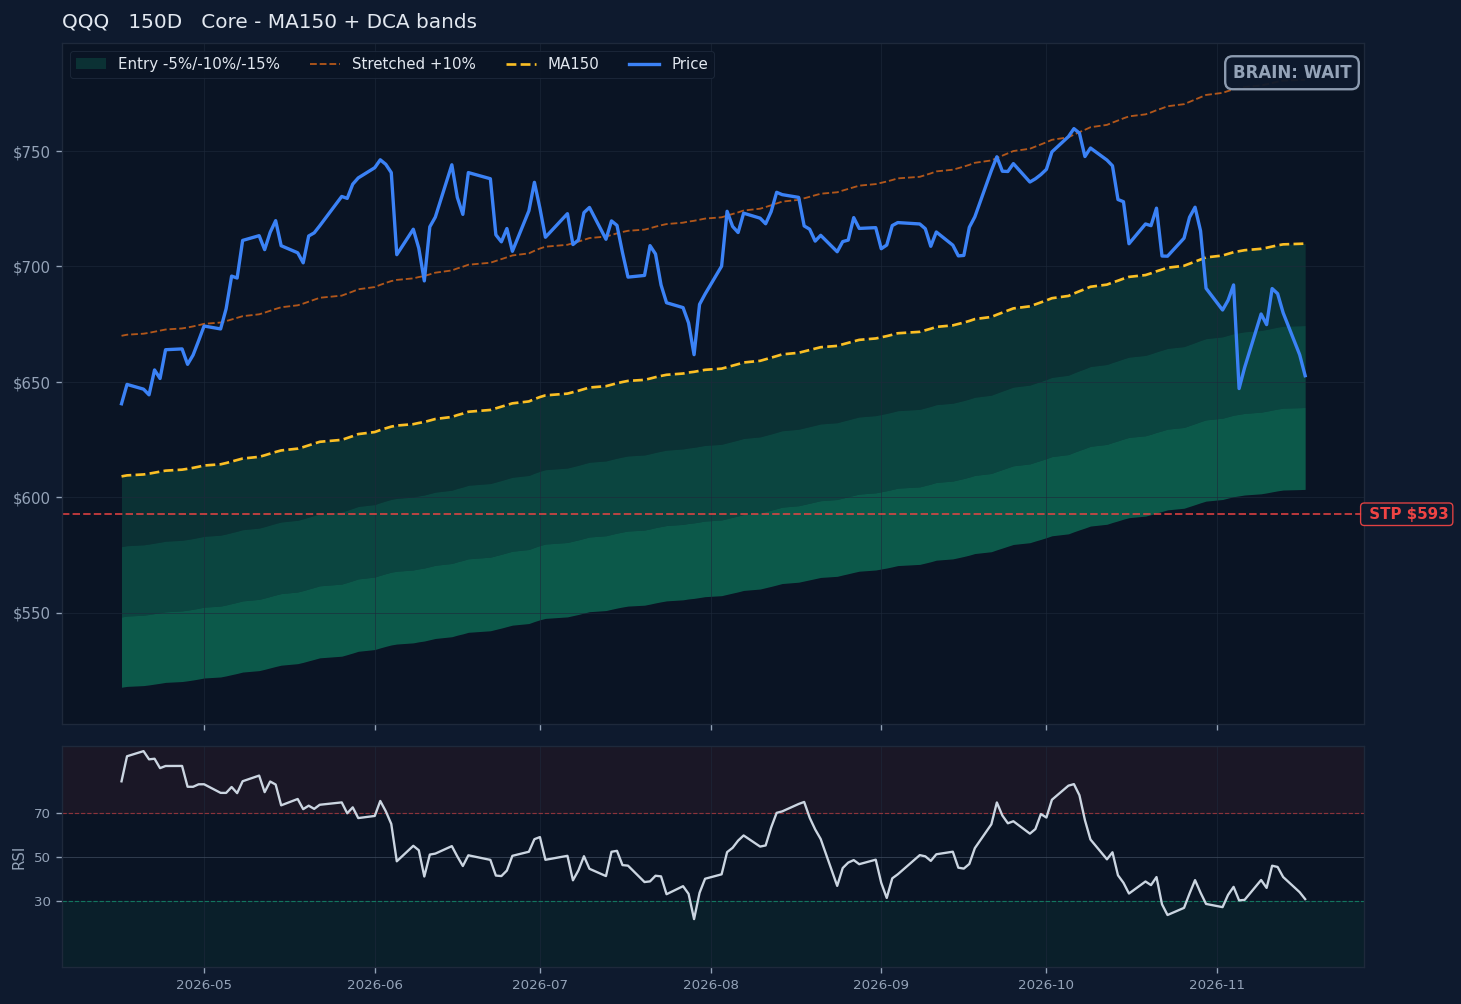 QQQ 150D Core - MA150 + DCA bands
Entry -5%/-10%/-15% Stretched +10% MA150 Price
BRAIN: WAIT
$750
$700
$650
$600
STP $593
$550
70
50
RSI
30
2026-05 2026-06 2026-07 2026-08 2026-09 2026-10 2026-11